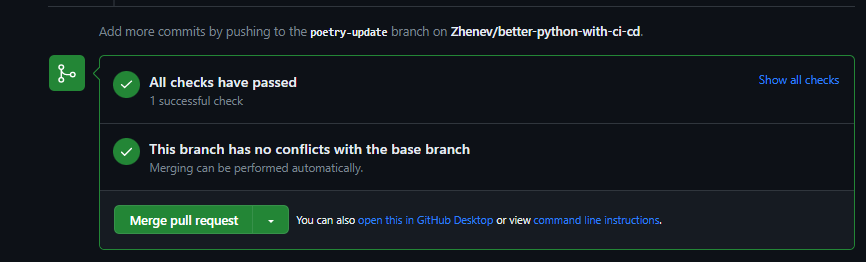 Add more commits by pushing to the poetry-update branch on Zhenev/better-python-with-ci-cd.
All checks have passed
Show all checks
1 successful check
This branch has no conflicts with the base branch
Merging can be performed automatically.
Merge pull request
You can also open this in GitHub Desktop or view command line instructions.